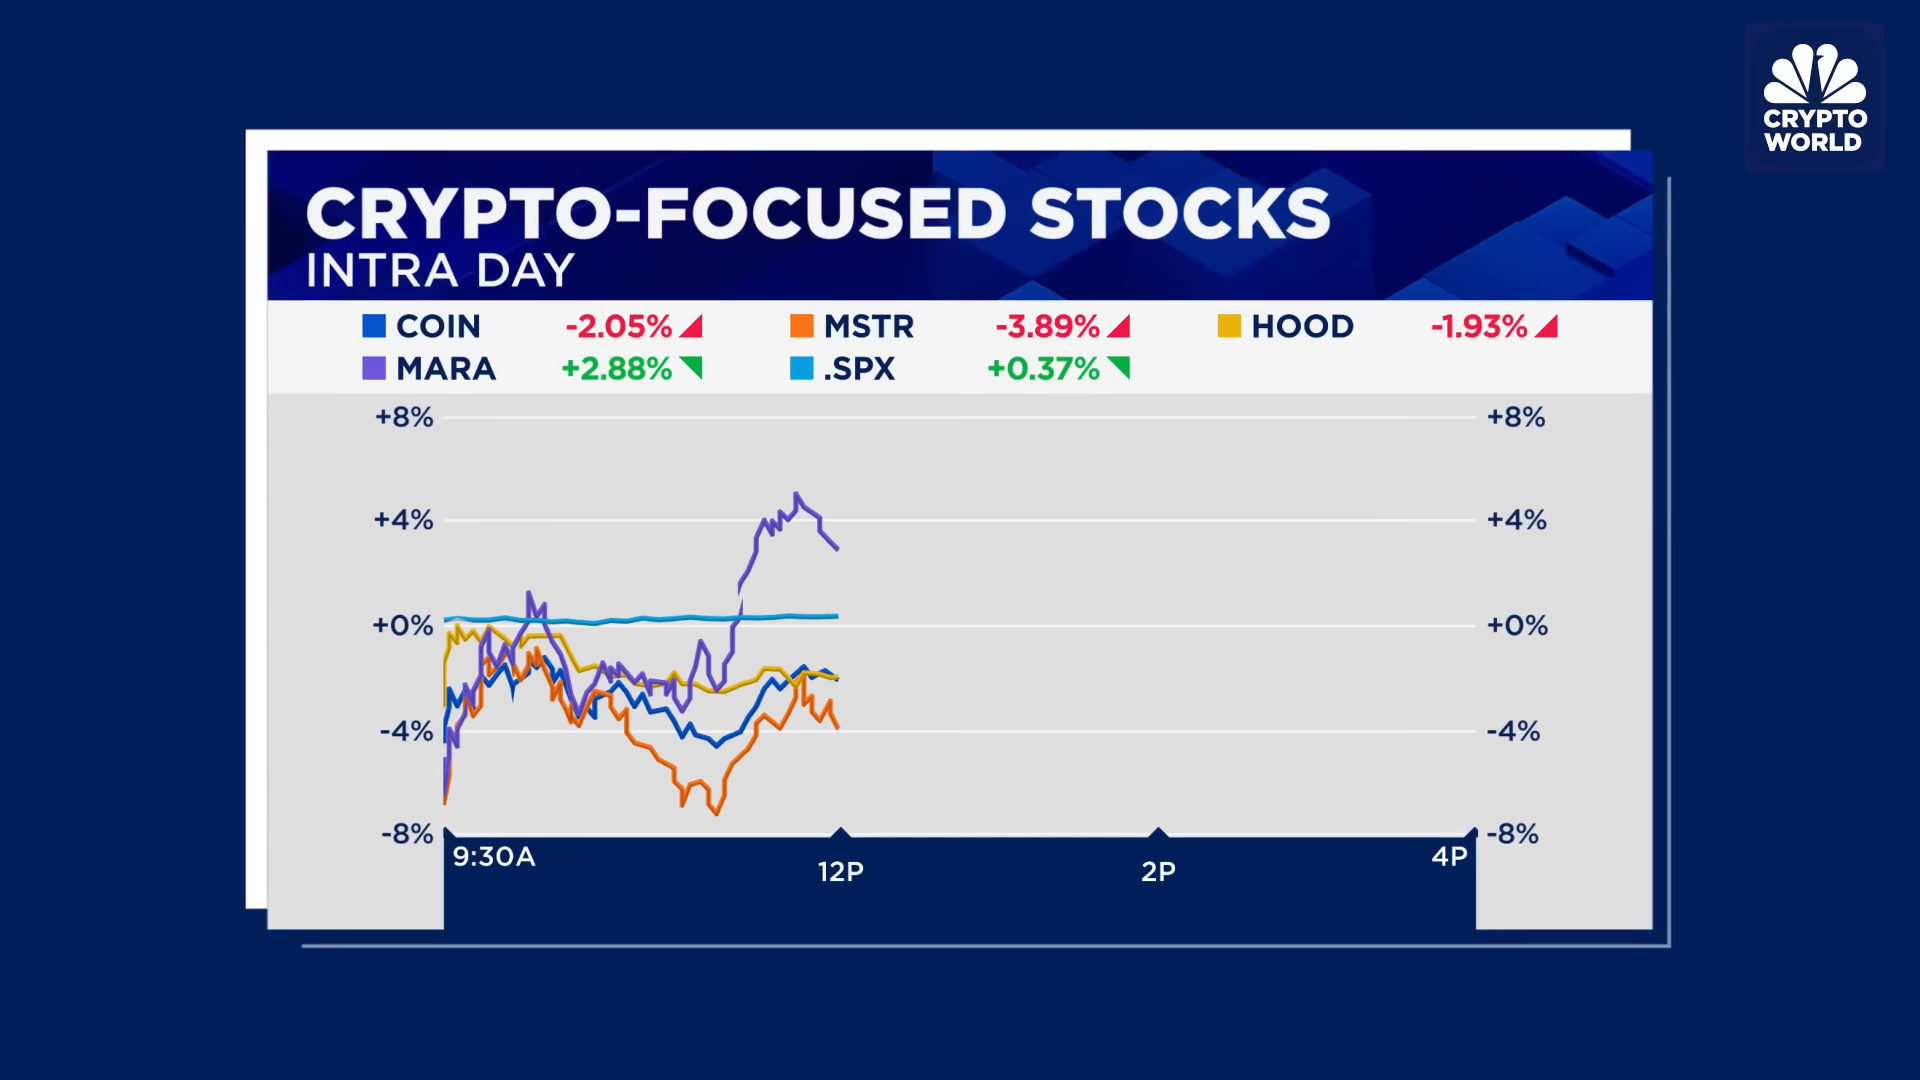 CRYPTO
WORLD
CRYPTO-FOCUSED STOCKS
INTRA DAY
COIN -2.05% MSTR -3.89% HOOD -1.93%
MARA +2.88% .SPX +0.37%
+8% +8%
+4% +4%
+0% +0%
-4% -4%
-8% -8%
9:30A 12P 2P 4P